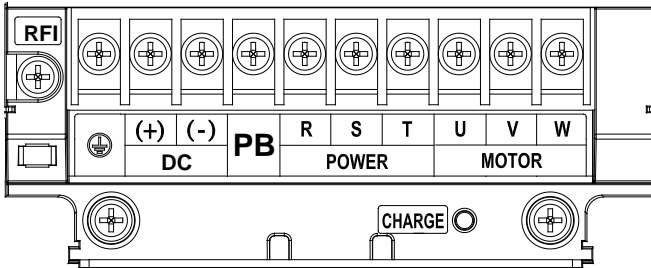 RFI
(+) (-) PB R S T U V W
DC POWER MOTOR
CHARGE